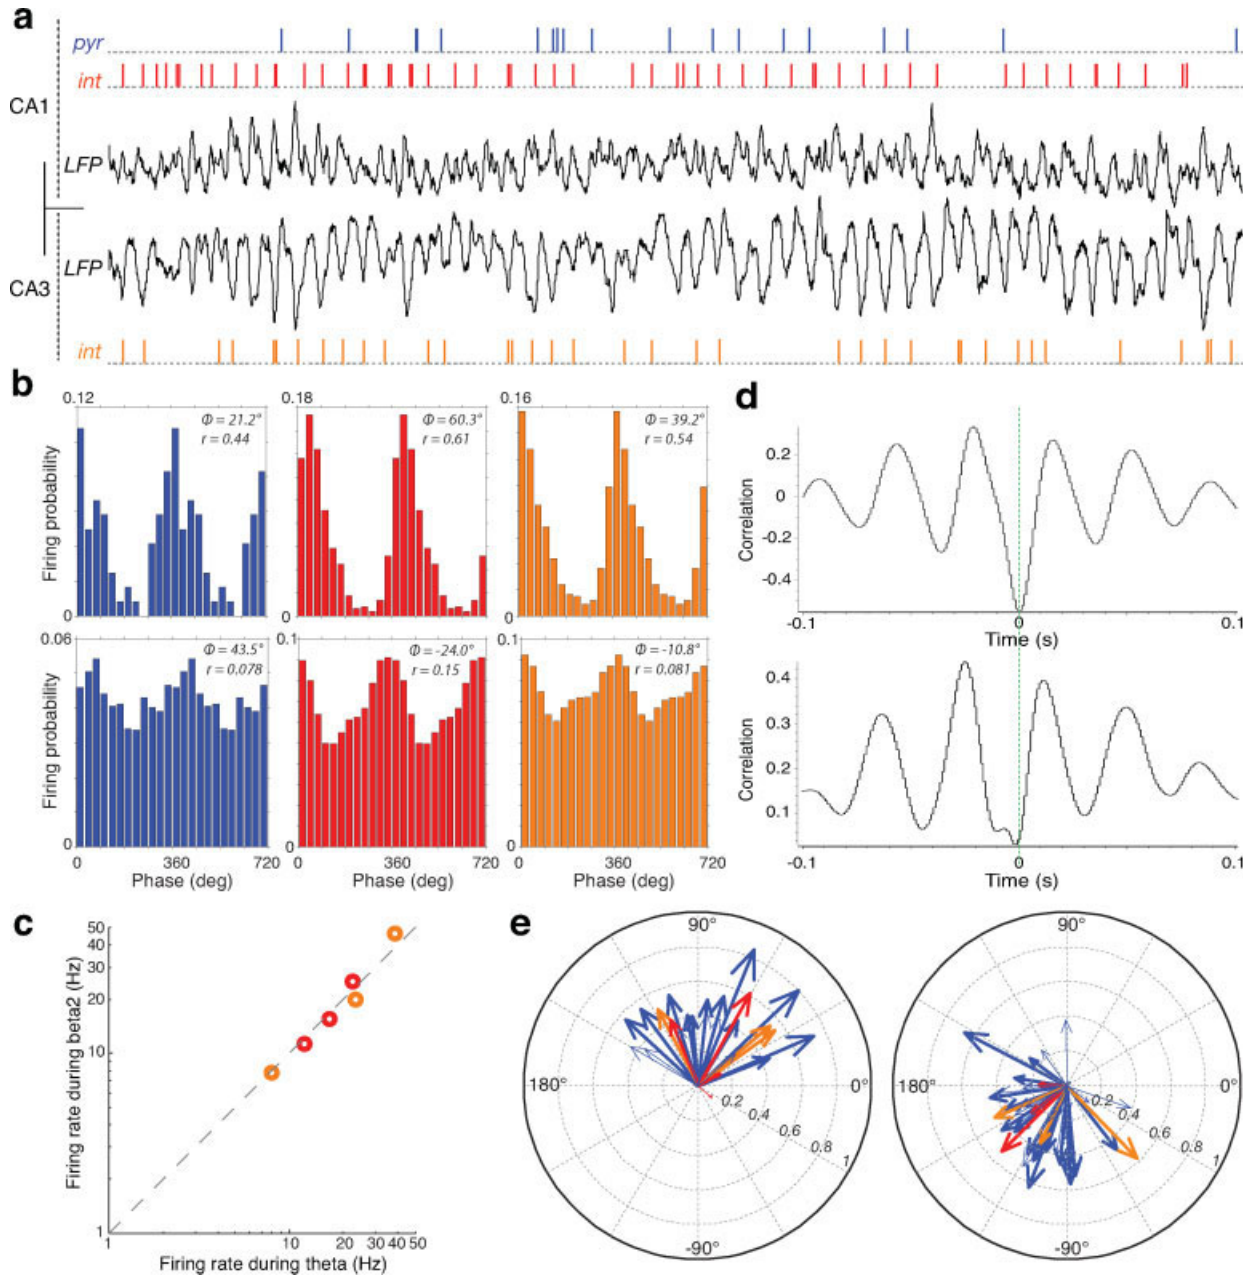 a
pyr
int
CA1
LFP
LFP
CA3
int
b
0.12
Φ = 21.2°
r = 0.44
Firing probability
0
0.18
Φ = 60.3°
r = 0.61
0
0.16
Φ = 39.2°
r = 0.54
0
0.06
Φ = 43.5°
r = 0.078
Firing probability
0
0 360 720
Phase (deg)
0.1
Φ = -24.0°
r = 0.15
0
0 360 720
Phase (deg)
0.1
Φ = -10.8°
r = 0.081
0
0 360 720
Phase (deg)
d
Correlation
0.2
0
-0.2
-0.4
-0.1 0 0.1
Time (s)
Correlation
0.4
0.3
0.2
0.1
-0.1 0 0.1
Time (s)
c
Firing rate during beta2 (Hz)
50
40
30
20
10
1
1 10 20 30 40 50
Firing rate during theta (Hz)
e
90°
180° 0°
0.2
0.4
0.6
0.8
1
-90°
90°
180° 0°
0.2
0.4
0.6
0.8
1
-90°